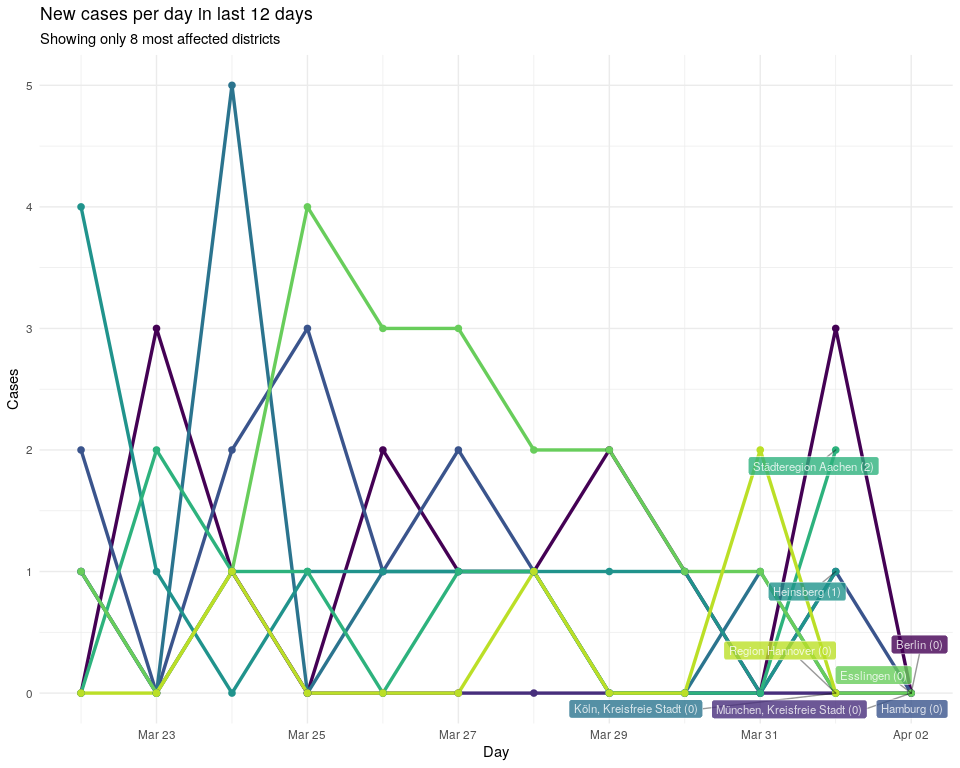 New cases per day in last 12 days
Showing only 8 most affected districts
Cases
5
4
3
2
1
0
Städteregion Aachen (2)
Heinsberg (1)
Berlin (0)
Region Hannover (0)
Esslingen (0)
Köln, Kreisfreie Stadt (0)
München, Kreisfreie Stadt (0)
Hamburg (0)
Mar 23
Mar 25
Mar 27
Mar 29
Mar 31
Apr 02
Day